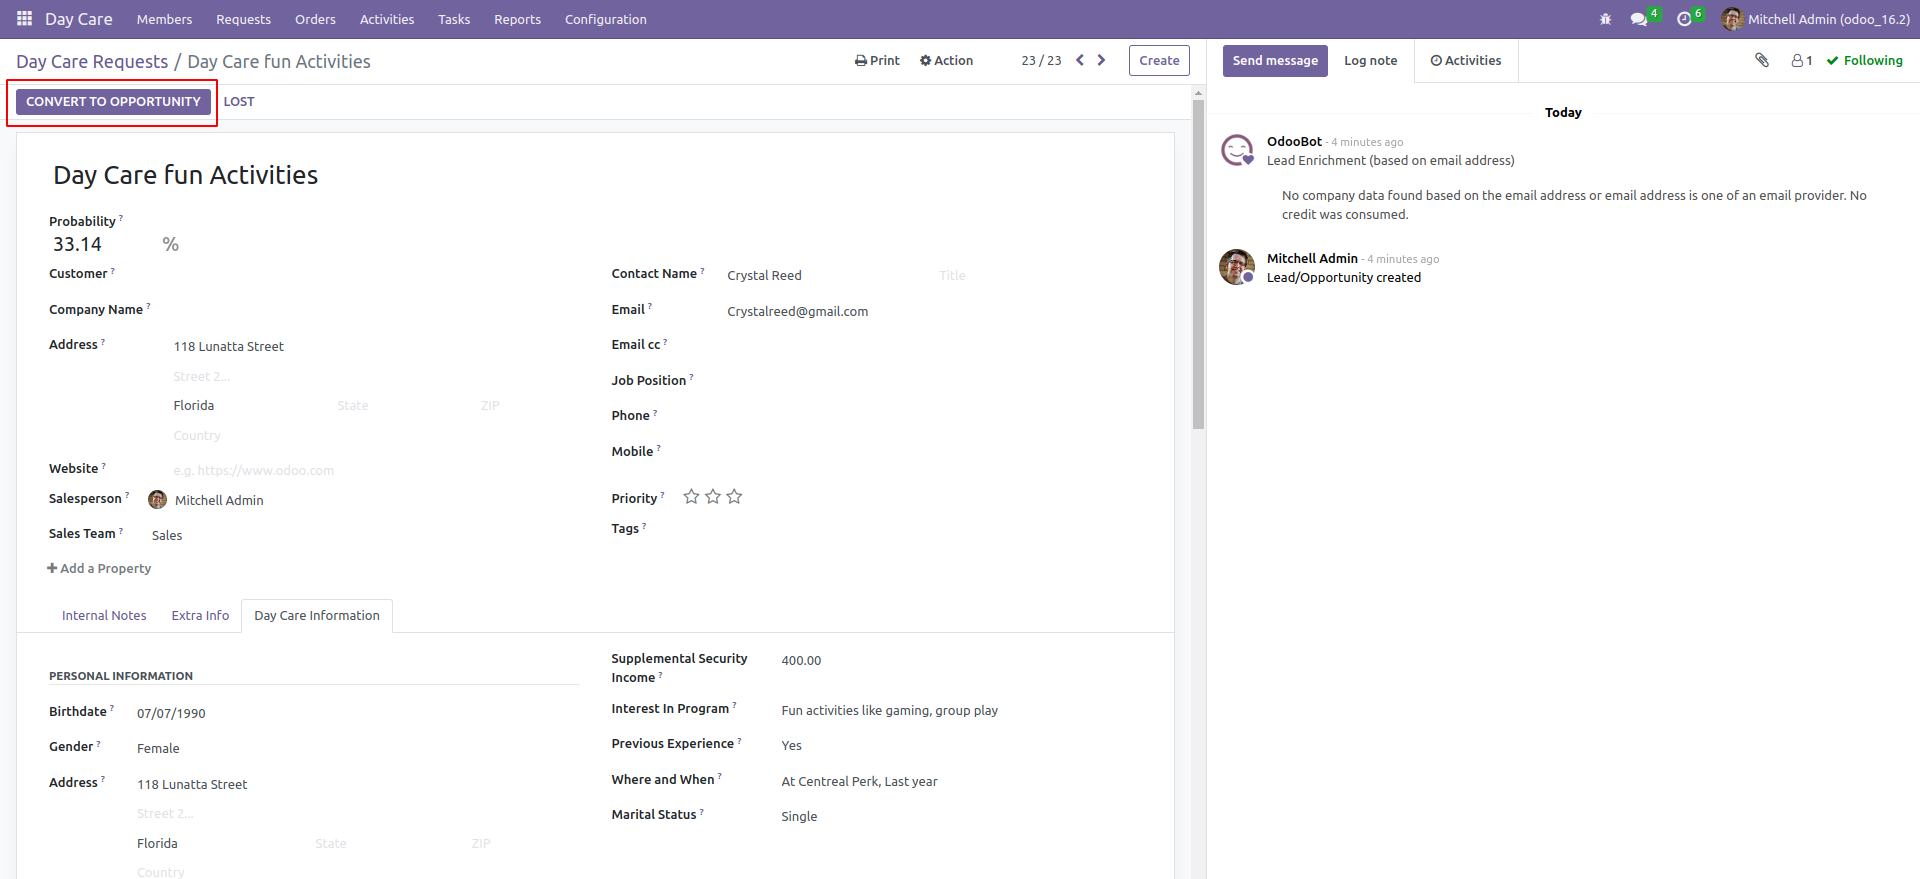 Day Care Members Requests Orders Activities Tasks Reports Configuration 4 6 Mitchell Admin (odoo_16.2)
Day Care Requests / Day Care fun Activities Print Action 23 / 23 Create
CONVERT TO OPPORTUNITY LOST
Day Care fun Activities
Probability ?
33.14 %
Customer ?
Company Name ?
Address ? 118 Lunatta Street
Street 2...
Florida State ZIP
Country
Website ? e.g. https://www.odoo.com
Salesperson ? Mitchell Admin
Sales Team ? Sales
Add a Property
Contact Name ? Crystal Reed Title
Email ? Crystalreed@gmail.com
Email cc ?
Job Position ?
Phone ?
Mobile ?
Priority ?
Tags ?
Internal Notes Extra Info Day Care Information
PERSONAL INFORMATION
Birthdate ? 07/07/1990
Gender ? Female
Address ? 118 Lunatta Street
Street 2...
Florida State ZIP
Country
Supplemental Security
Income ? 400.00
Interest In Program ? Fun activities like gaming, group play
Previous Experience ? Yes
Where and When ? At Centreal Perk, Last year
Marital Status ? Single
Send message Log note Activities 1 Following
Today
OdooBot - 4 minutes ago
Lead Enrichment (based on email address)
No company data found based on the email address or email address is one of an email provider. No
credit was consumed.
Mitchell Admin - 4 minutes ago
Lead/Opportunity created